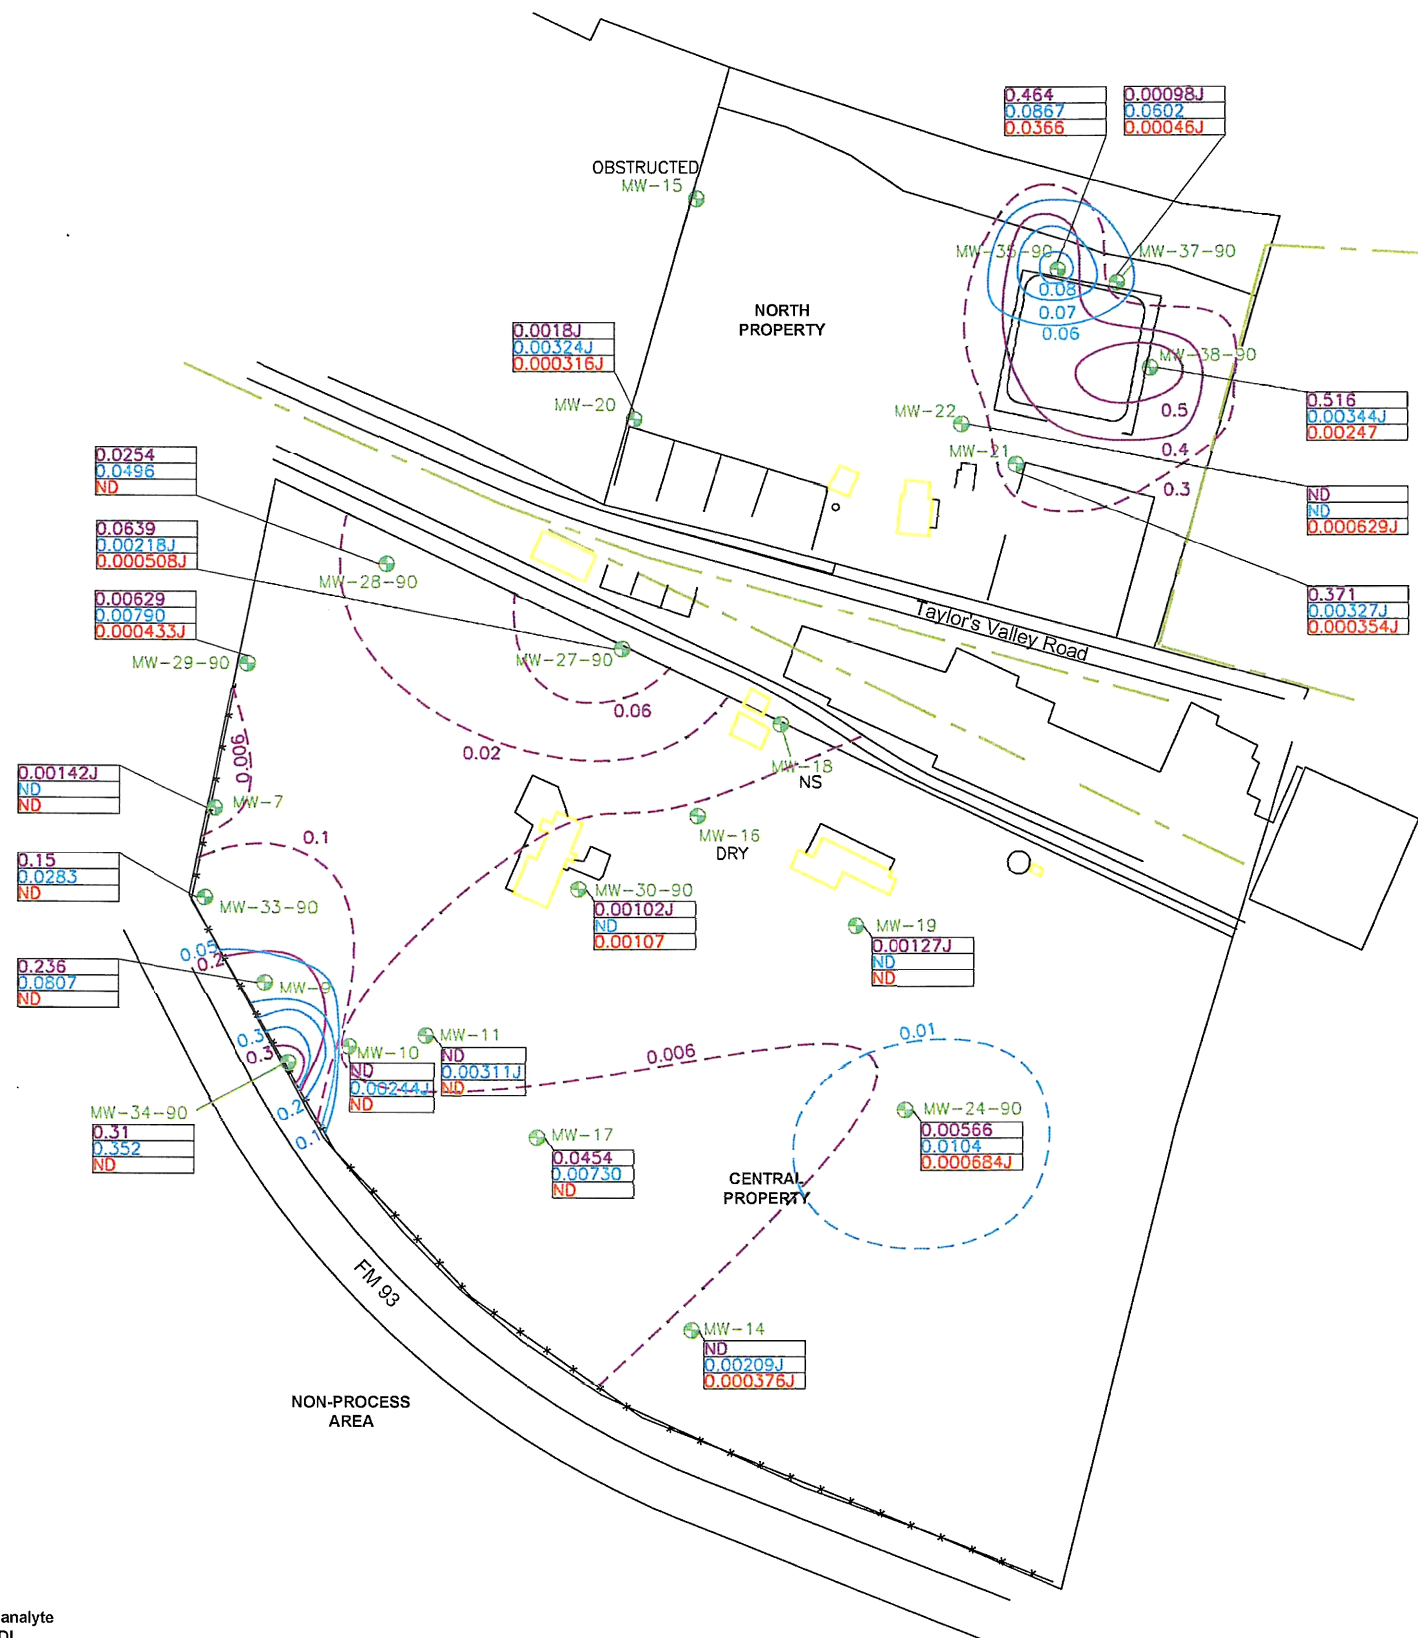 0.464
0.0867
0.0366
0.00098J
0.0602
0.00046J
OBSTRUCTED
MW-15
MW-35-90
MW-37-90
0.08
0.07
0.06
NORTH
PROPERTY
0.0018J
0.00324J
0.000316J
MW-20
MW-38-90
0.5
0.516
0.00344J
0.00247
MW-22
MW-21
0.4
0.3
0.0254
0.0496
ND
ND
ND
0.000629J
0.0639
0.00218J
0.000508J
MW-28-90
0.371
0.00327J
0.000354J
0.00629
0.00790
0.000433J
Taylor's Valley Road
MW-29-90
MW-27-90
0.06
0.02
0.006
MW-18
NS
0.00142J
ND
ND
MW-7
0.1
MW-16
DRY
0.15
0.0283
ND
MW-33-90
MW-30-90
0.00102J
ND
0.00107
MW-19
0.00127J
ND
ND
0.05
0.2
0.236
0.0807
ND
MW-9
0.3
0.3
MW-10
ND
0.00244J
ND
MW-11
ND
0.00311J
ND
0.006
0.01
MW-34-90
0.31
0.352
ND
0.2
0.1
MW-24-90
0.00566
0.0104
0.000684J
MW-17
0.0454
0.00730
ND
CENTRAL
PROPERTY
FM 93
MW-14
ND
0.00209J
0.000376J
NON-PROCESS
AREA
analyte